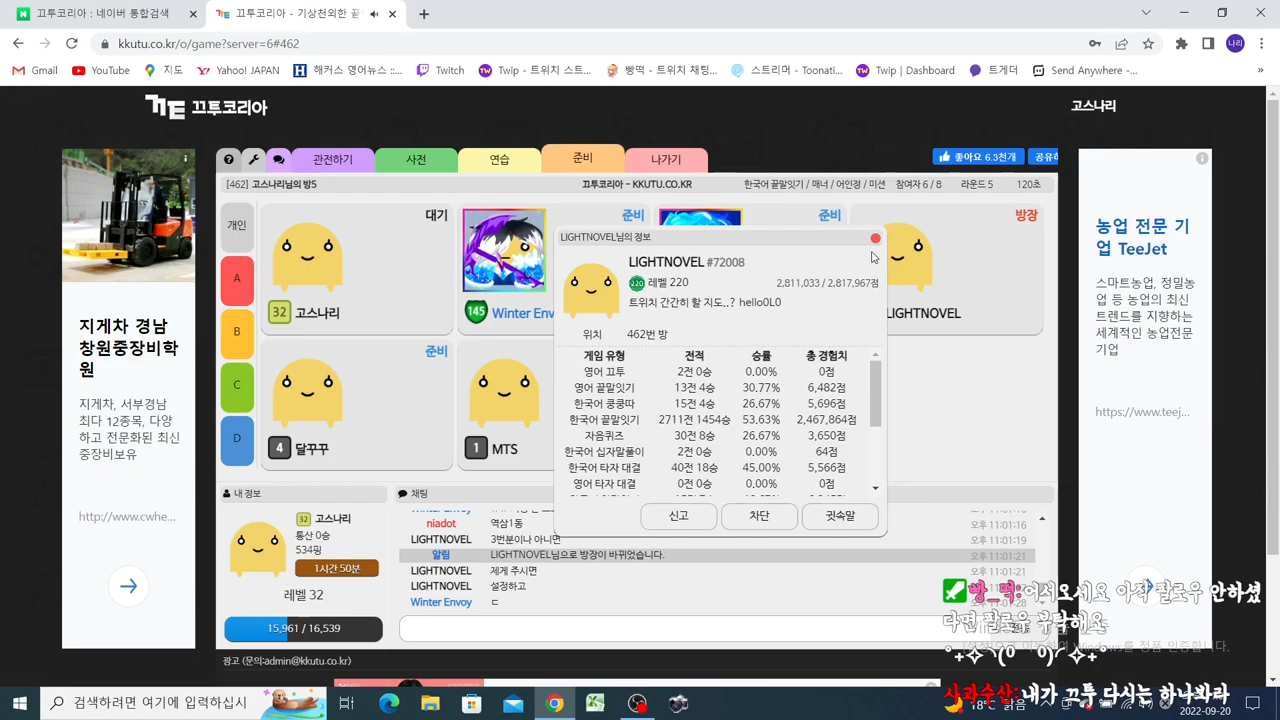 끄투코리아 : 네이버 통합검색
끄투코리아 - 기상천외한 끝
kkutu.co.kr/o/game?server=6#462
나리
Gmail
YouTube
지도
Yahoo! JAPAN
해커스 영어뉴스 ::...
Twitch
Twip - 트위치 스트...
빵떡 - 트위치 채팅...
스트리머 - Toonati...
Twip | Dashboard
트게더
Send Anywhere -...
»
끄투코리아
고스나리
관전하기
사전
연습
준비
나가기
좋아요 6.3천개
[462] 고스나리님의 방S
끄투코리아 - KKUTU.CO.KR
한국어 끝말잇기 / 매너 / 어인정 / 미션
참여자 6 / 8
라운드 5
120초
개인
A
B
C
D
대기
32 고스나리
준비
145 Winter Env
준비
방장
LIGHTNOVEL
준비
4 달꾸꾸
1 MTS
LIGHTNOVEL님의 정보
LIGHTNOVEL #72008
220 레벨 220
2,811,033 / 2,817,967점
트위치 간간히 할 지도..? hello0L0
위치 462번 방
게임 유형 전적 승률 총 경험치
영어 끄투 2전 0승 0.00% 0점
영어 끝말잇기 13전 4승 30.77% 6,482점
한국어 쿵쿵따 15전 4승 26.67% 5,696점
한국어 끝말잇기 2711전 1454승 53.63% 2,467,864점
자음퀴즈 30전 8승 26.67% 3,650점
한국어 십자말풀이 2전 0승 0.00% 64점
한국어 타자 대결 40전 18승 45.00% 5,566점
영어 타자 대결 0전 0승 0.00% 0점
신고
차단
귓속말
내 정보
32 고스나리
통산 0승
534핑
1시간 50분
레벨 32
15,961 / 16,539
채팅
오후 11:01:16
niadot 역삼1동 오후 11:01:16
LIGHTNOVEL 3번분이나 아니면 오후 11:01:19
알림 LIGHTNOVEL님으로 방장이 바뀌었습니다. 오후 11:01:21
LIGHTNOVEL 제게 주시면 오후 11:01:21
LIGHTNOVEL 설정하고
Winter Envoy ㄷ
광고 (문의:admin@kkutu.co.kr)
지게차 경남
창원중장비학
원
지게차, 서부경남
최다 12종목, 다양
하고 전문화된 최신
중장비보유
http://www.cwhe...
농업 전문 기
업 TeeJet
스마트농업, 정밀농
업 등 농업의 최신
트렌드를 지향하는
세계적인 농업전문
기업
https://www.teej...
어서오세요 아직 팔로우 안하셨
다면 팔로우 부탁해요
사과수산:내가 끄투 다시는 하나봐라
검색하려면 여기에 입력하십시
18°C 맑음
2022-09-20